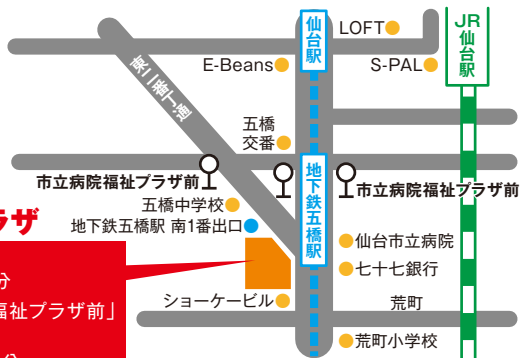 LOFT
JR仙台駅
仙台駅
E-Beans
S-PAL
東二番丁通
五橋
交番
地下鉄五橋駅
市立病院福祉プラザ前
市立病院福祉プラザ前
五橋中学校
地下鉄五橋駅 南1番出口
ラザ
仙台市立病院
分
七十七銀行
福祉プラザ前」
ショーケービル
荒町
荒町小学校